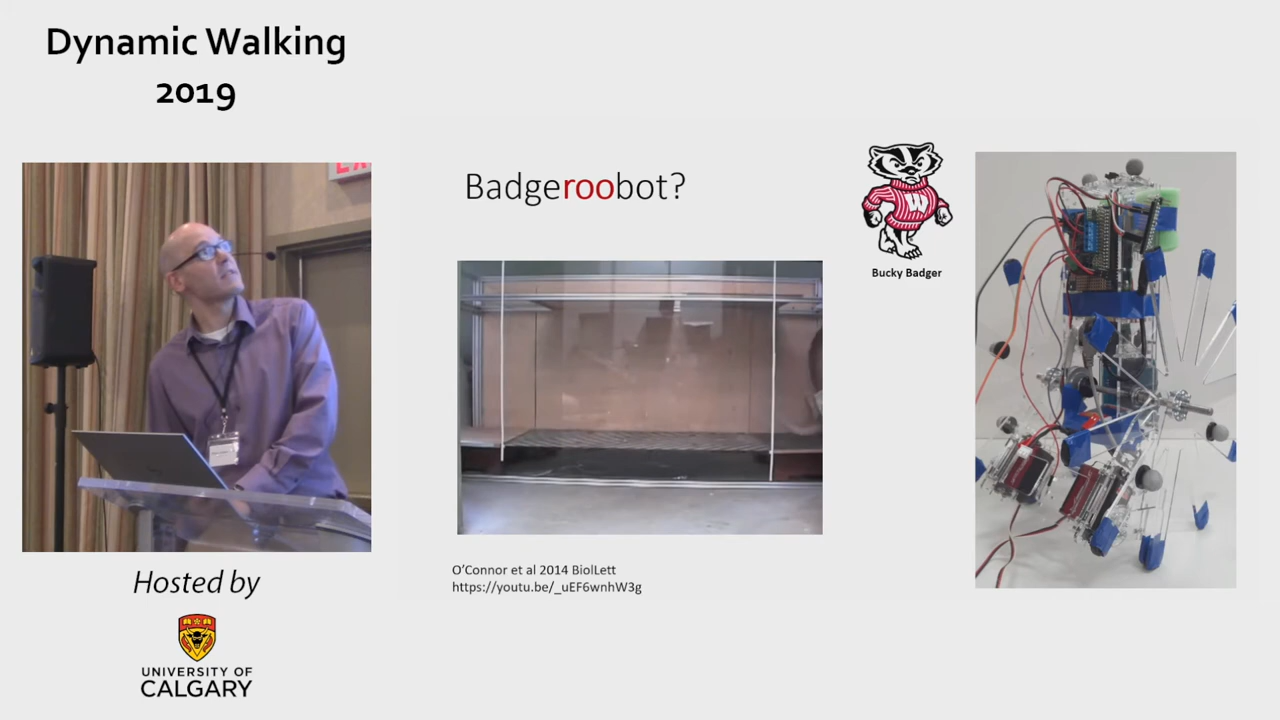 Dynamic Walking
2019
Badgeroobot?
W
Bucky Badger
O'Connor et al 2014 BiolLett
https://youtu.be/_uEF6wnhW3g
Hosted by
UNIVERSITY OF
CALGARY